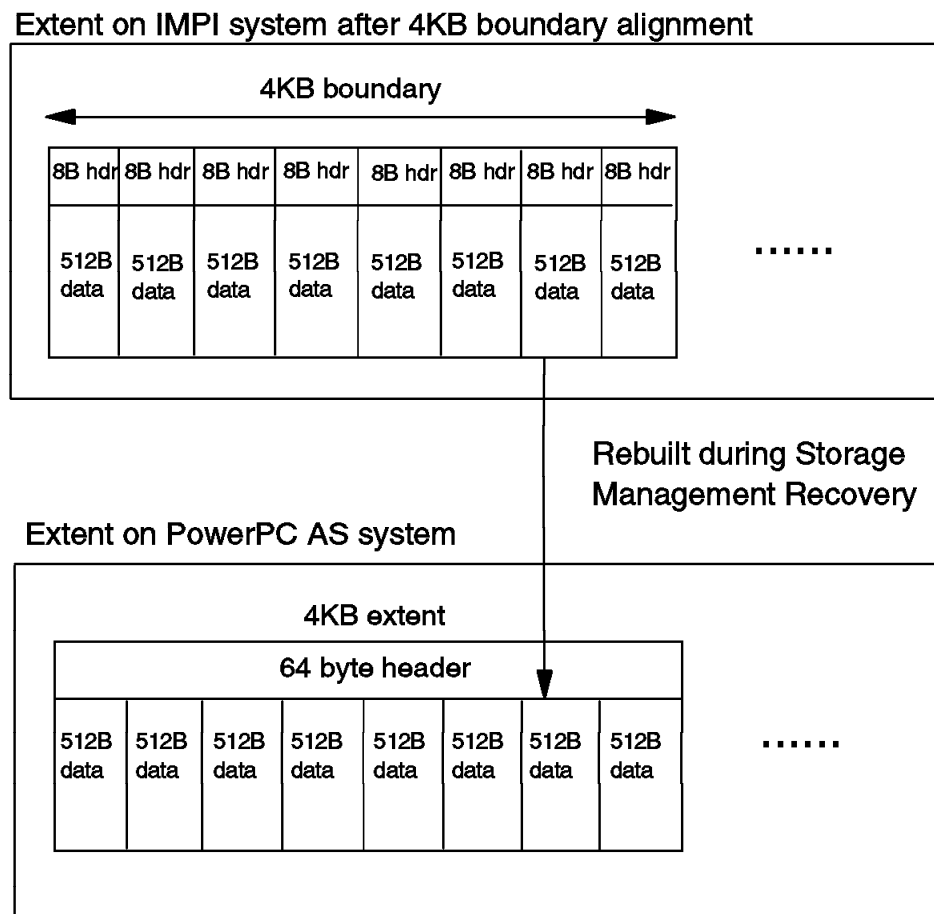 Extent on IMPI system after 4KB boundary alignment
4KB boundary
8B hdr 8B hdr 8B hdr 8B hdr 8B hdr 8B hdr 8B hdr 8B hdr
512B 512B 512B 512B 512B 512B 512B 512B
data data data data data data data data
......
Rebuilt during Storage
Management Recovery
Extent on PowerPC AS system
4KB extent
64 byte header
512B 512B 512B 512B 512B 512B 512B 512B
data data data data data data data data
......